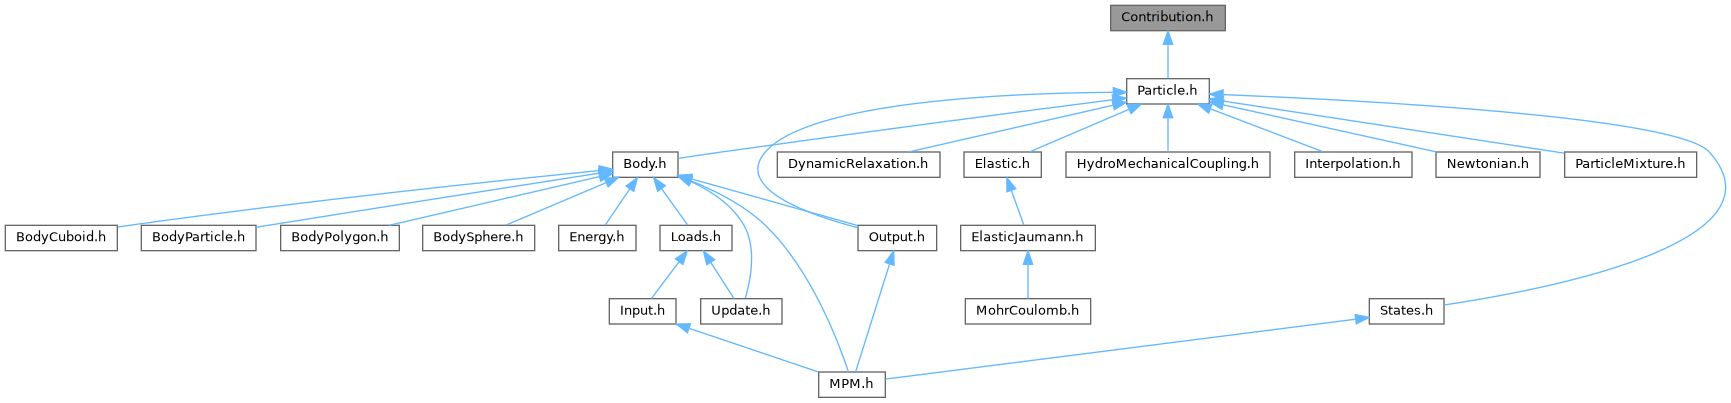 Contribution.h
Particle.h
Body.h
DynamicRelaxation.h
Elastic.h
HydroMechanicalCoupling.h
Interpolation.h
Newtonian.h
ParticleMixture.h
BodyCuboid.h
BodyParticle.h
BodyPolygon.h
BodySphere.h
Energy.h
Loads.h
Output.h
ElasticJaumann.h
Input.h
Update.h
MohrCoulomb.h
States.h
MPM.h